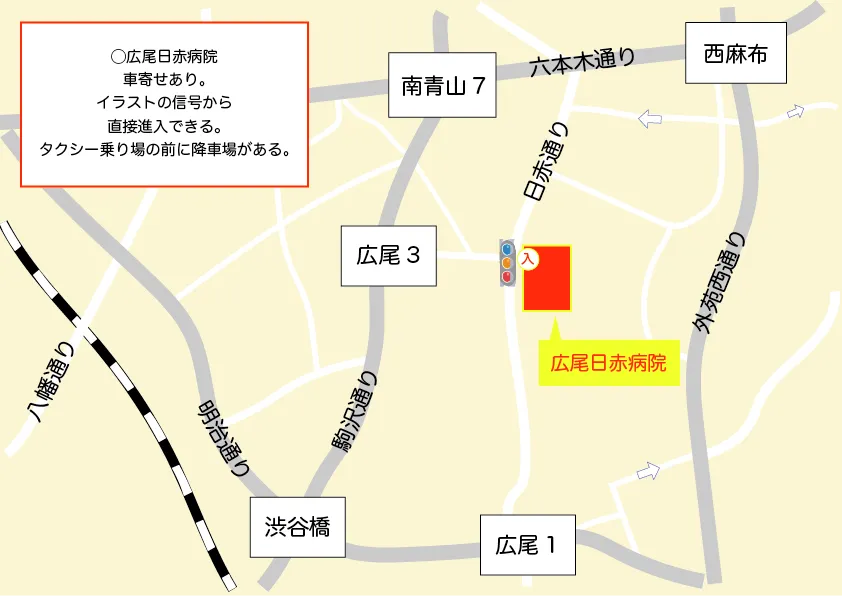 ◯広尾日赤病院
車寄せあり。
イラストの信号から
直接進入できる。
タクシー乗り場の前に降車場がある。
南青山7
六本木通り
西麻布
日赤通り
広尾3
入
外苑西通り
広尾日赤病院
八幡通り
明治通り
駒沢通り
渋谷橋
広尾1